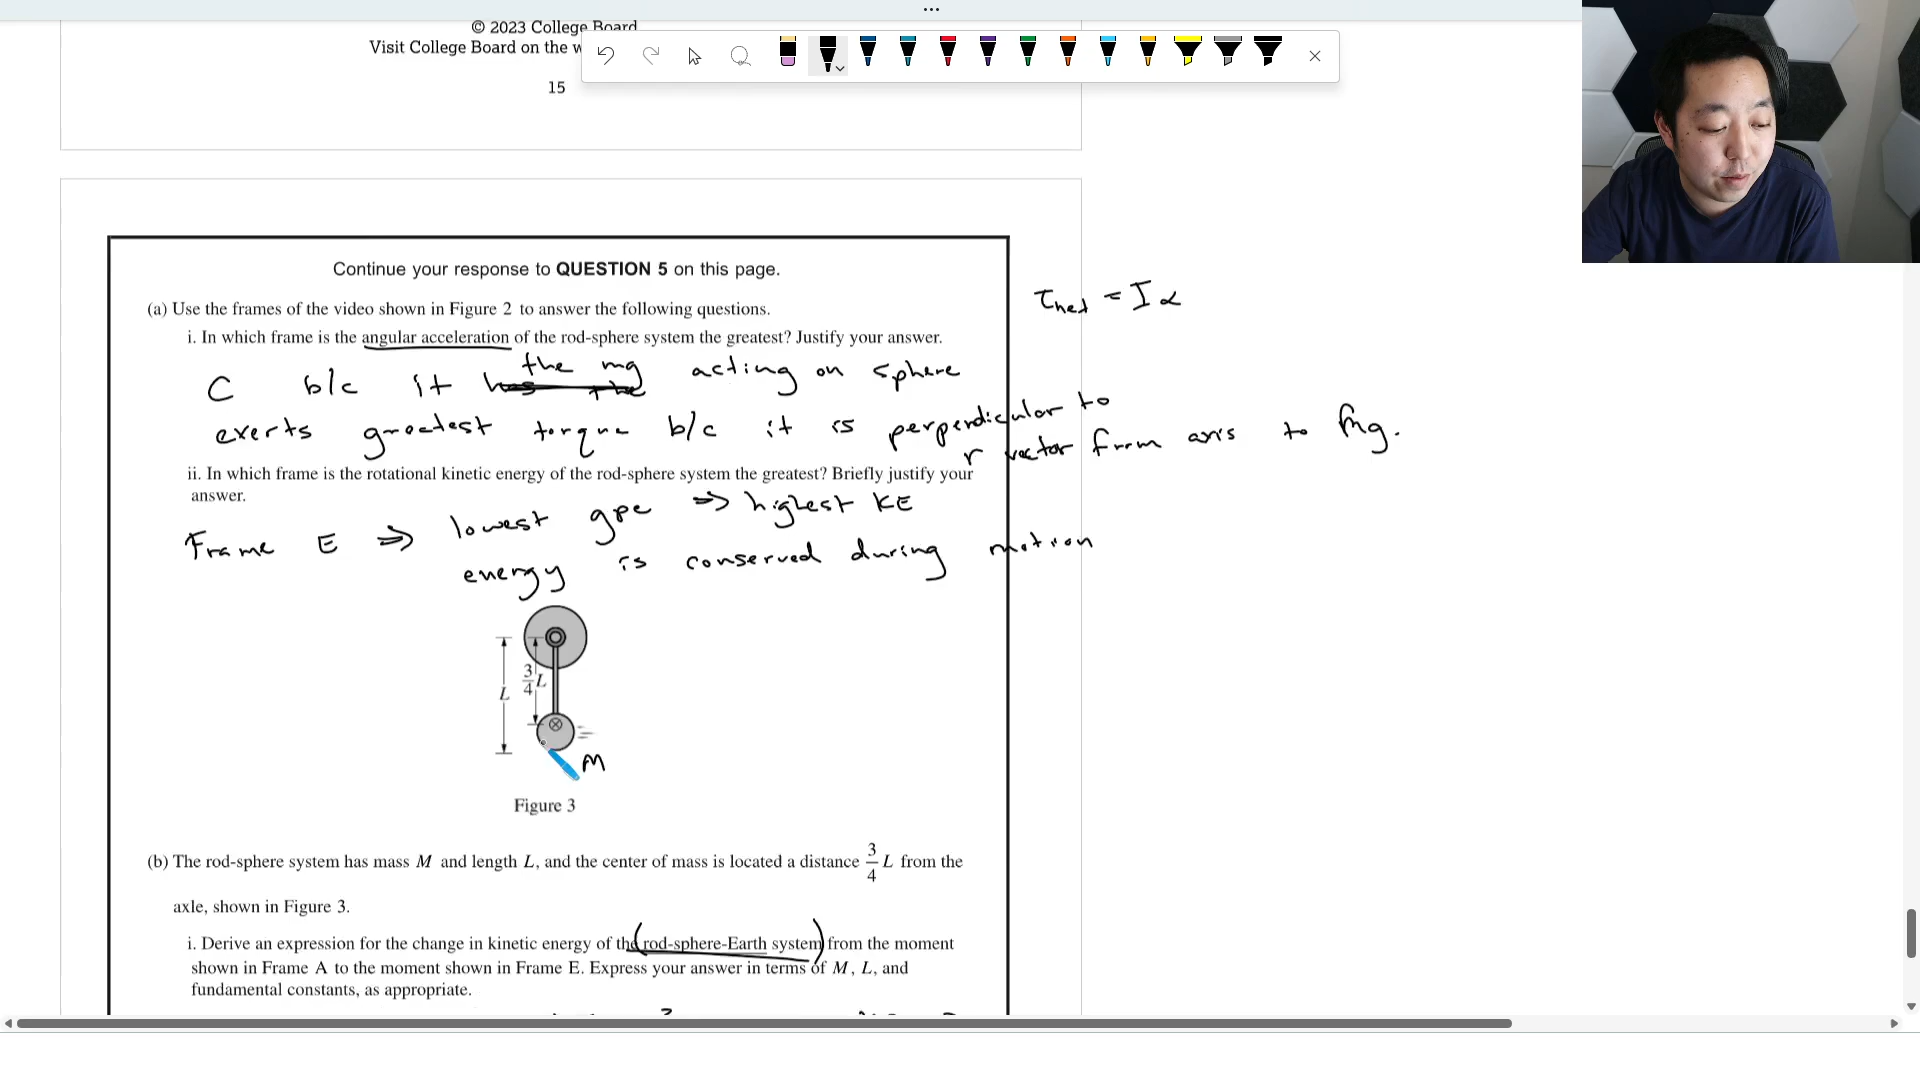 © 2023 College Board
Visit College Board on the w
15
Continue your response to QUESTION 5 on this page.
(a) Use the frames of the video shown in Figure 2 to answer the following questions.
τnet = Iα
i. In which frame is the angular acceleration of the rod-sphere system the greatest? Justify your answer.
C b/c it the mg acting on sphere
exerts greatest torque b/c it is perpendicular to
r vector from axis to Mg.
ii. In which frame is the rotational kinetic energy of the rod-sphere system the greatest? Briefly justify your
answer.
Frame E ⇒ lowest gpe ⇒ highest KE
energy is conserved during motion
L
3/4 L
M
Figure 3
(b) The rod-sphere system has mass M and length L, and the center of mass is located a distance 3/4 L from the
axle, shown in Figure 3.
i. Derive an expression for the change in kinetic energy of the (rod-sphere-Earth system) from the moment
shown in Frame A to the moment shown in Frame E. Express your answer in terms of M, L, and
fundamental constants, as appropriate.